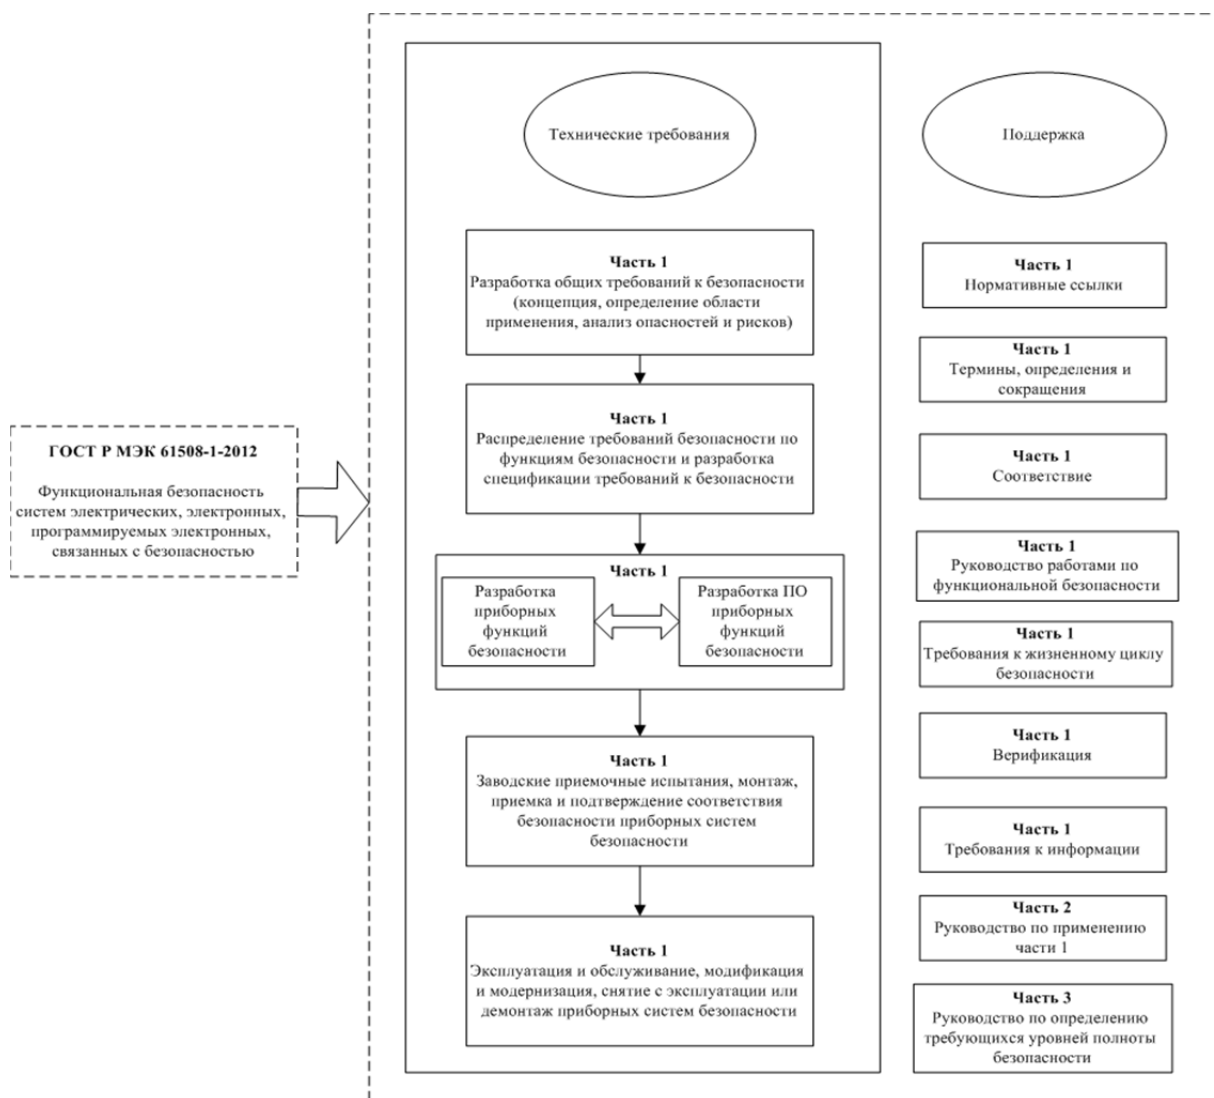 ГОСТ Р МЭК 61508-1-2012
Функциональная безопасность
систем электрических, электронных,
программируемых электронных,
связанных с безопасностью
Технические требования
Часть 1
Разработка общих требований к безопасности
(концепция, определение области
применения, анализ опасностей и рисков)
Часть 1
Распределение требований безопасности по
функциям безопасности и разработка
спецификации требований к безопасности
Часть 1
Разработка
приборных
функций
безопасности
Разработка ПО
приборных
функций
безопасности
Часть 1
Заводские приемочные испытания, монтаж,
приемка и подтверждение соответствия
безопасности приборных систем
безопасности
Часть 1
Эксплуатация и обслуживание, модификация
и модернизация, снятие с эксплуатации или
демонтаж приборных систем безопасности
Поддержка
Часть 1
Нормативные ссылки
Часть 1
Термины, определения и
сокращения
Часть 1
Соответствие
Часть 1
Руководство работами по
функциональной безопасности
Часть 1
Требования к жизненному циклу
безопасности
Часть 1
Верификация
Часть 1
Требования к информации
Часть 2
Руководство по применению
части 1
Часть 3
Руководство по определению
требующихся уровней полноты
безопасности